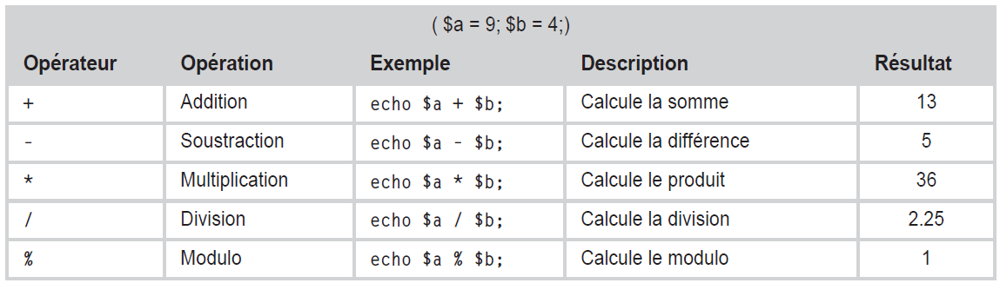 ( $a = 9; $b = 4;)
Opérateur Opération Exemple Description Résultat
+ Addition echo $a + $b; Calcule la somme 13
- Soustraction echo $a - $b; Calcule la différence 5
* Multiplication echo $a * $b; Calcule le produit 36
/ Division echo $a / $b; Calcule la division 2.25
% Modulo echo $a % $b; Calcule le modulo 1